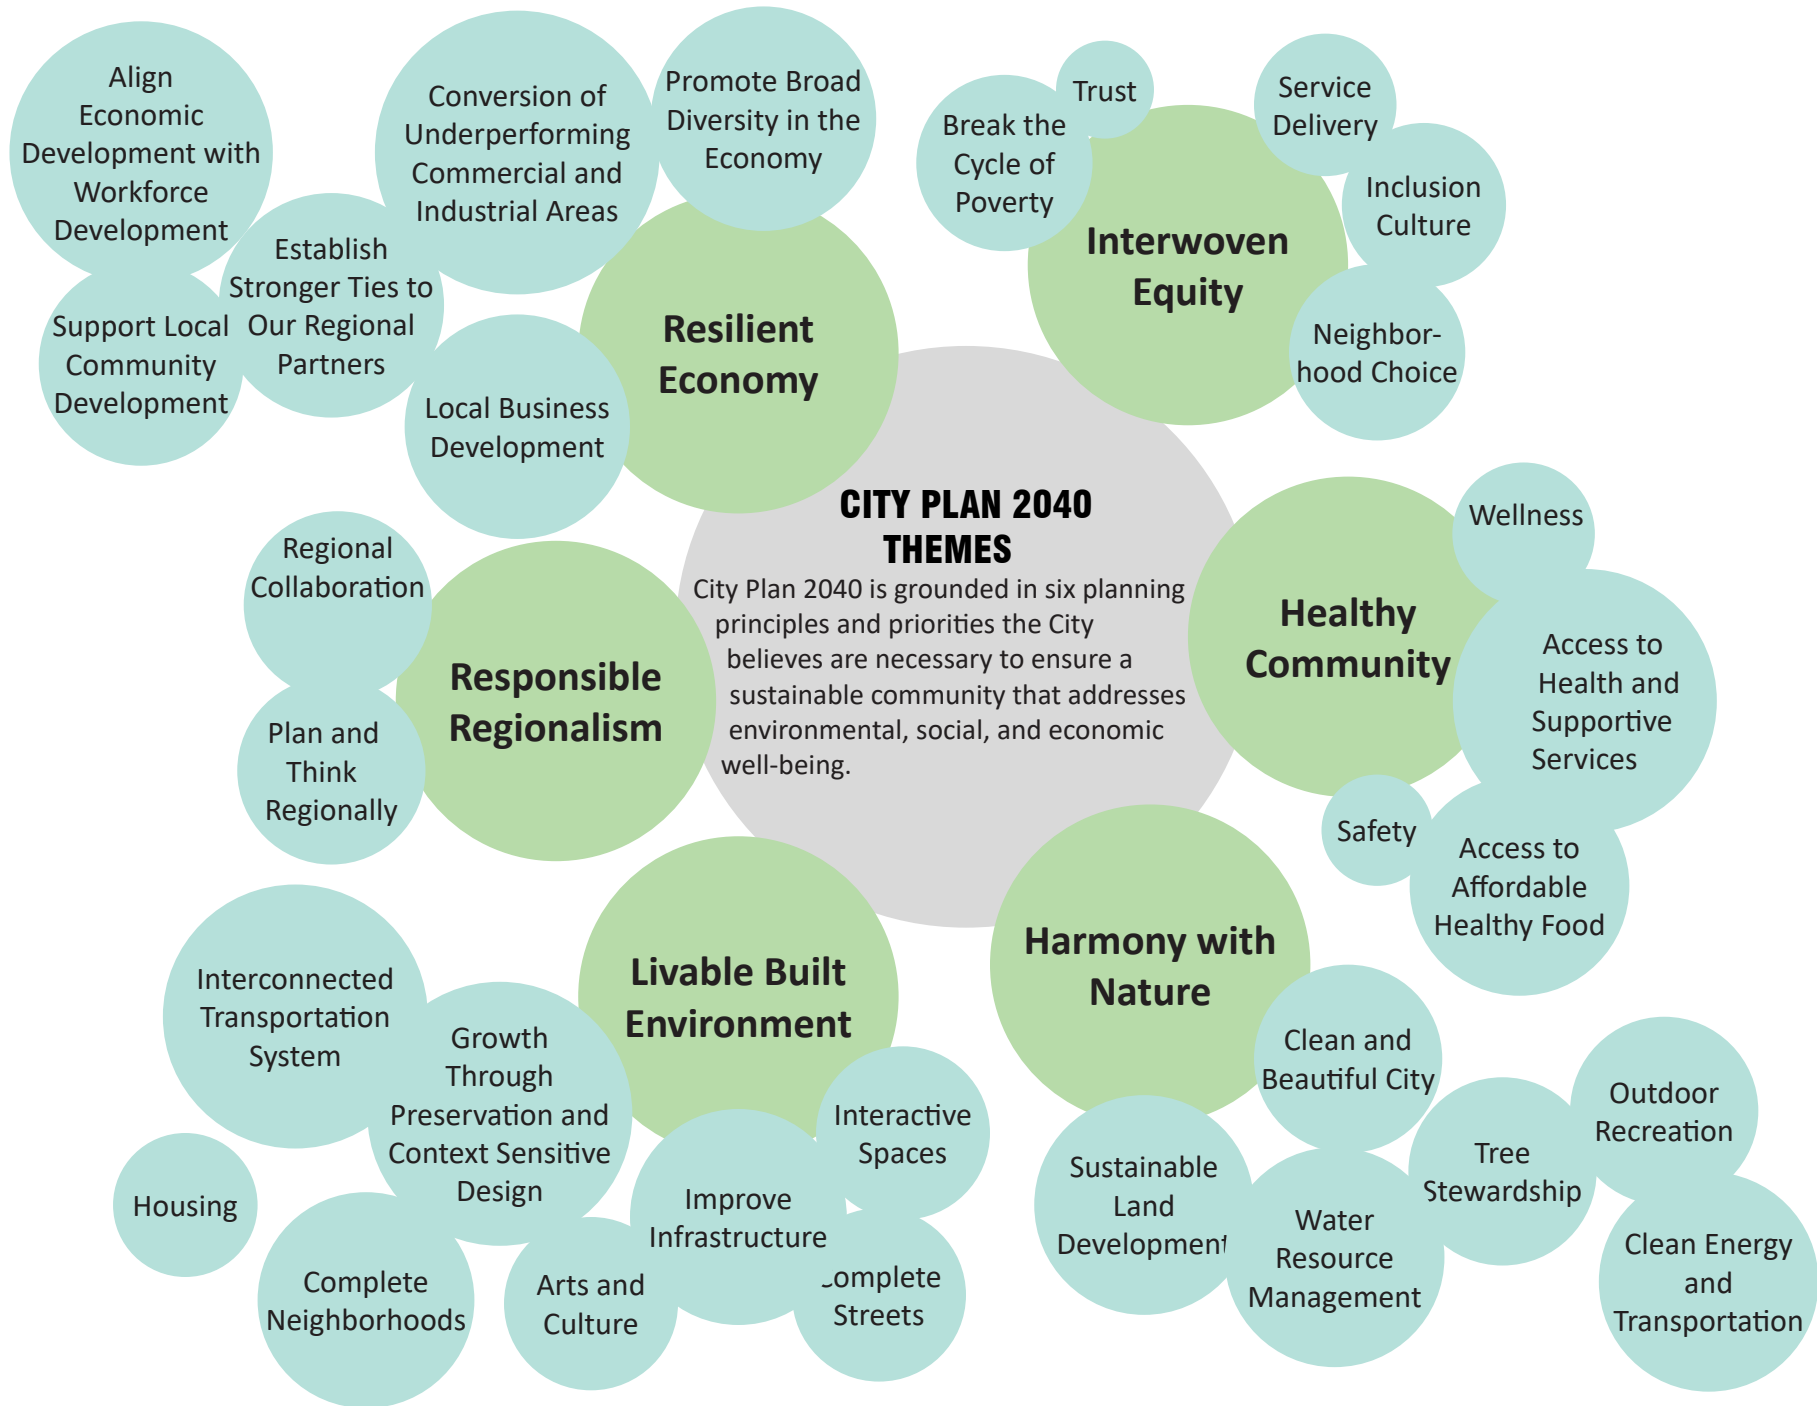 CITY PLAN 2040
THEMES
City Plan 2040 is grounded in six planning
principles and priorities the City
believes are necessary to ensure a
sustainable community that addresses
environmental, social, and economic
well-being.
Resilient
Economy
Align
Economic
Development with
Workforce
Development
Conversion of
Underperforming
Commercial and
Industrial Areas
Promote Broad
Diversity in the
Economy
Establish
Stronger Ties to
Our Regional
Partners
Support Local
Community
Development
Local Business
Development
Interwoven
Equity
Break the
Cycle of
Poverty
Trust
Service
Delivery
Inclusion
Culture
Neighbor-
hood Choice
Healthy
Community
Wellness
Access to
Health and
Supportive
Services
Safety
Access to
Affordable
Healthy Food
Responsible
Regionalism
Regional
Collaboration
Plan and
Think
Regionally
Livable Built
Environment
Interconnected
Transportation
System
Growth
Through
Preservation and
Context Sensitive
Design
Housing
Complete
Neighborhoods
Arts and
Culture
Improve
Infrastructure
Interactive
Spaces
Complete
Streets
Harmony with
Nature
Clean and
Beautiful City
Sustainable
Land
Development
Water
Resource
Management
Tree
Stewardship
Outdoor
Recreation
Clean Energy
and
Transportation